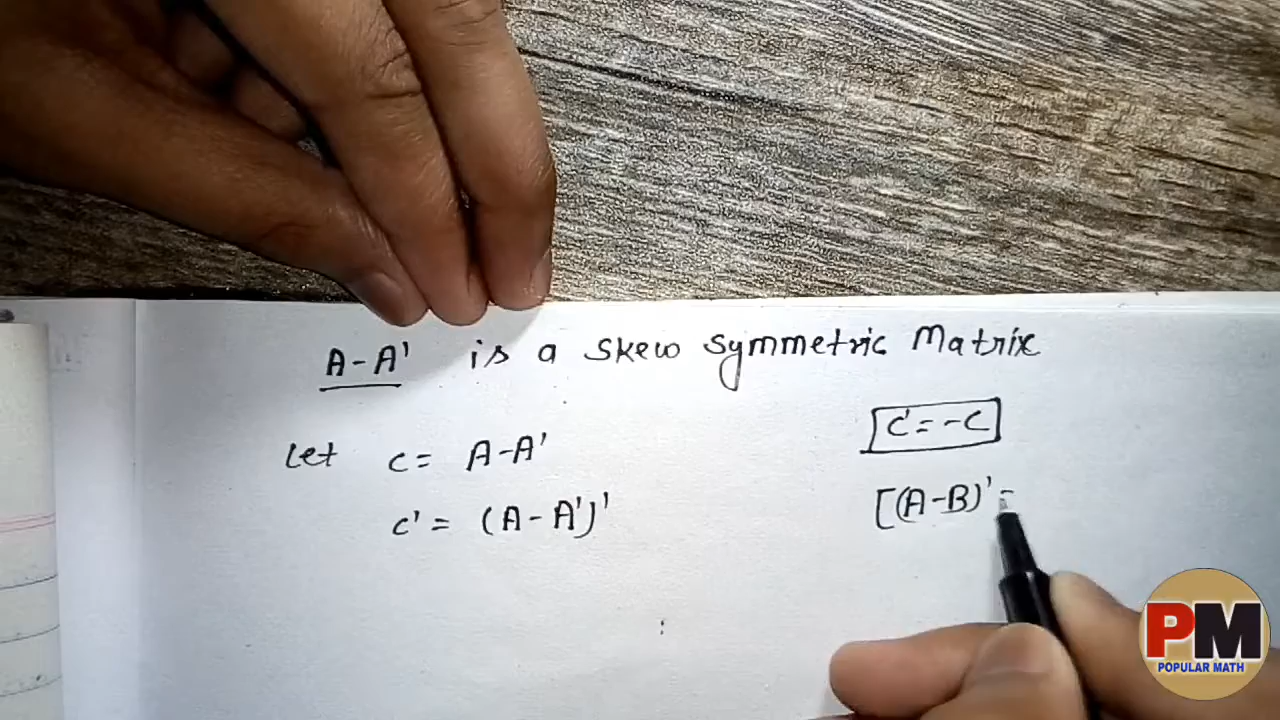 A-A' is a skew symmetric Matrix
Let C = A-A'
C' = -C
C' = (A-A')'
[(A-B)' =
PM
POPULAR MATH